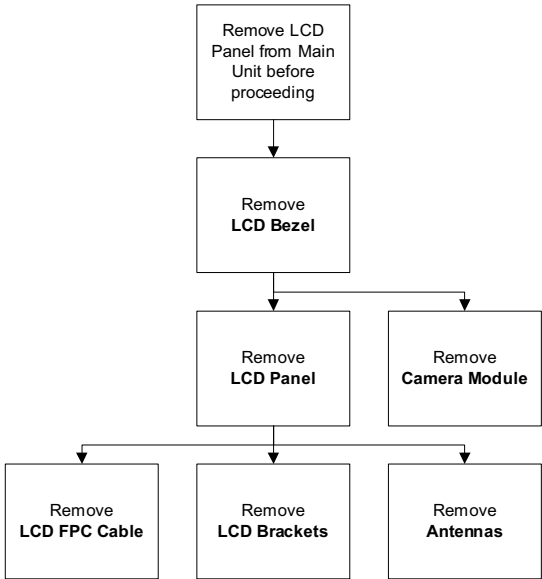 Remove LCD
Panel from Main
Unit before
proceeding
Remove
LCD Bezel
Remove
LCD Panel
Remove
Camera Module
Remove
LCD FPC Cable
Remove
LCD Brackets
Remove
Antennas